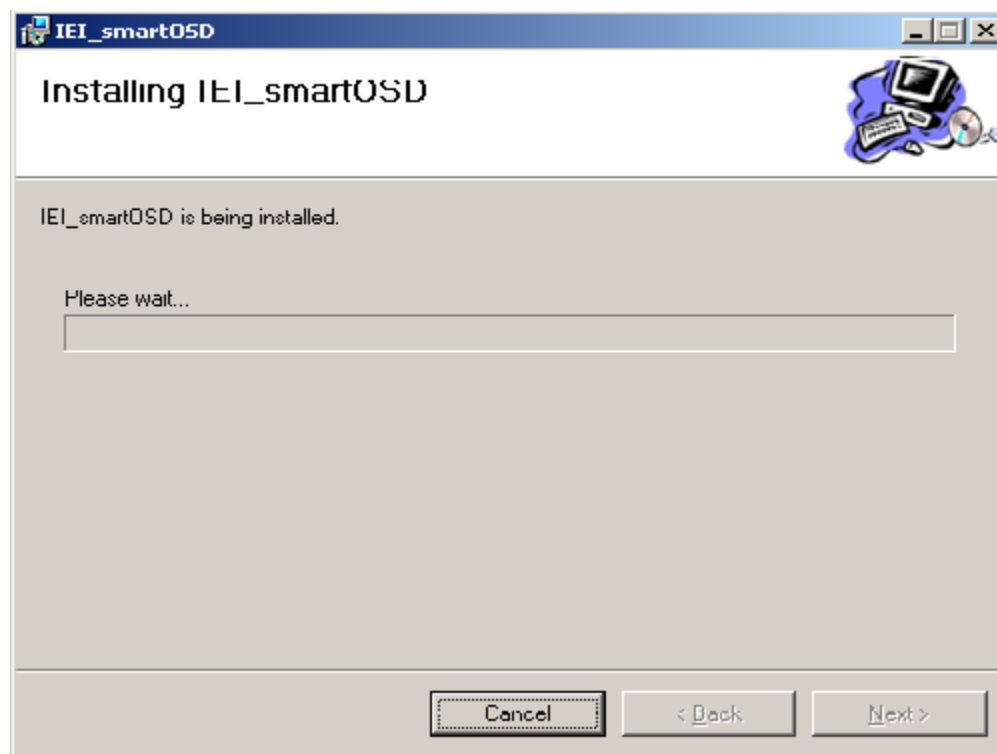 IEI_smartOSD
Installing IEI_smartOSD
IEI_smartOSD is being installed.
Please wait...
Cancel
< Back
Next >